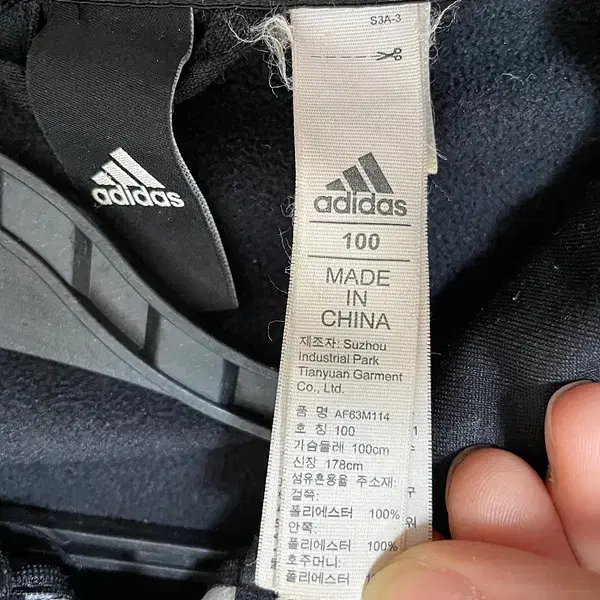 adidas
S3A-3
adidas
100
MADE
IN
CHINA
제조자: Suzhou
Industrial Park
Tianyuan Garment
Co., Ltd.
품 명 AF63M114
호 칭 100
가슴둘레 100cm
신장 178cm
섬유혼용율 주소재:
겉쪽:
폴리에스터 100%
안쪽:
폴리에스터 100%
호주머니:
폴리에스터